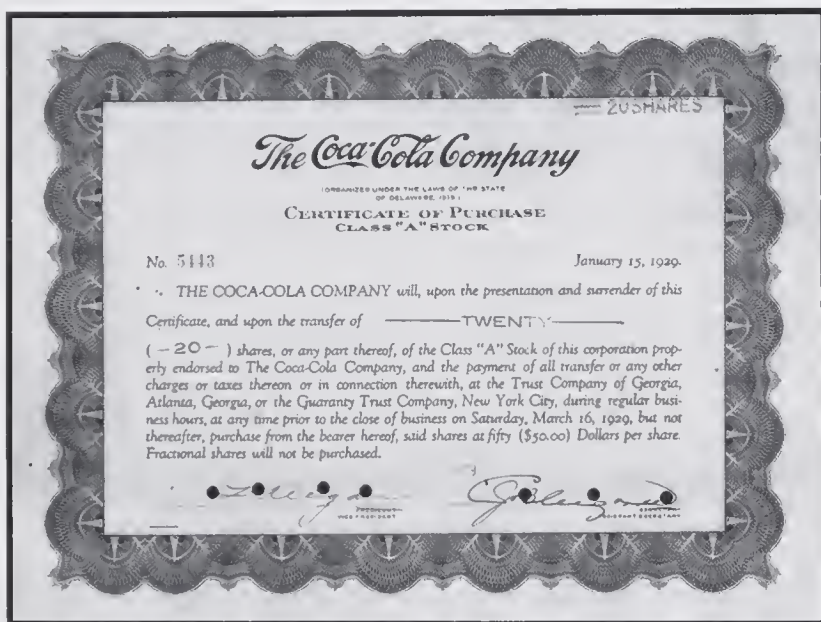 20 SHARES
The Coca-Cola Company
(ORGANIZED UNDER THE LAWS OF THE STATE
OF DELAWARE, 1919)
CERTIFICATE OF PURCHASE
CLASS "A" STOCK
No. 5443
January 15, 1929.
THE COCA-COLA COMPANY will, upon the presentation and surrender of this
Certificate, and upon the transfer of ——— TWENTY ———
( -20- ) shares, or any part thereof, of the Class "A" Stock of this corporation prop-
erly endorsed to The Coca-Cola Company, and the payment of all transfer or any other
charges or taxes thereon or in connection therewith, at the Trust Company of Georgia,
Atlanta, Georgia, or the Guaranty Trust Company, New York City, during regular busi-
ness hours, at any time prior to the close of business on Saturday, March 16, 1929, but not
thereafter, purchase from the bearer hereof, said shares at fifty ($50.00) Dollars per share.
Fractional shares will not be purchased.
VICE PRESIDENT
ASSISTANT SECRETARY